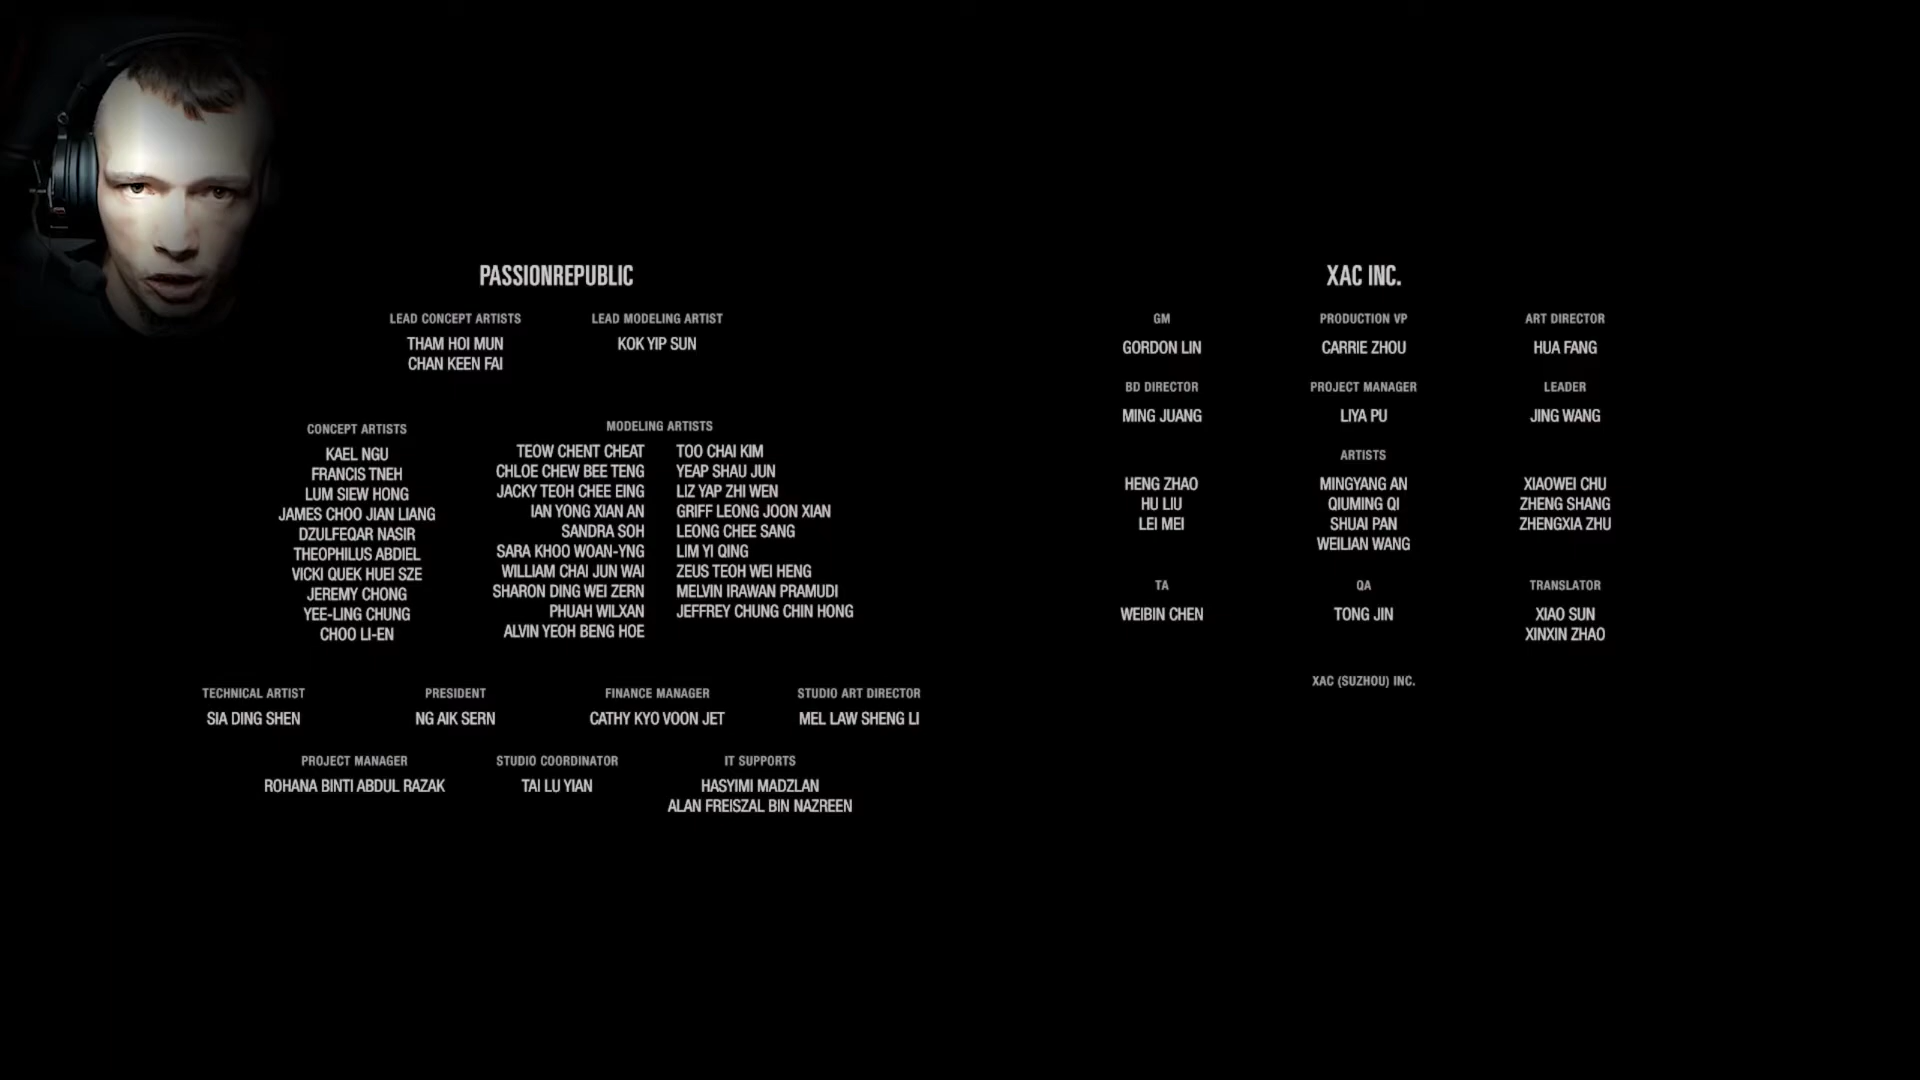 PASSIONREPUBLIC
LEAD CONCEPT ARTISTS
THAM HOI MUN
CHAN KEEN FAI
LEAD MODELING ARTIST
KOK YIP SUN
CONCEPT ARTISTS
KAEL NGU
FRANCIS TNEH
LUM SIEW HONG
JAMES CHOO JIAN LIANG
DZULFEQAR NASIR
THEOPHILUS ABDIEL
VICKI QUEK HUEI SZE
JEREMY CHONG
YEE-LING CHUNG
CHOO LI-EN
MODELING ARTISTS
TEOW CHENT CHEAT
CHLOE CHEW BEE TENG
JACKY TEOH CHEE EING
IAN YONG XIAN AN
SANDRA SOH
SARA KHOO WOAN-YNG
WILLIAM CHAI JUN WAI
SHARON DING WEI ZERN
PHUAH WILXAN
ALVIN YEOH BENG HOE
TOO CHAI KIM
YEAP SHAU JUN
LIZ YAP ZHI WEN
GRIFF LEONG JOON XIAN
LEONG CHEE SANG
LIM YI QING
ZEUS TEOH WEI HENG
MELVIN IRAWAN PRAMUDI
JEFFREY CHUNG CHIN HONG
TECHNICAL ARTIST
SIA DING SHEN
PRESIDENT
NG AIK SERN
FINANCE MANAGER
CATHY KYO VOON JET
STUDIO ART DIRECTOR
MEL LAW SHENG LI
PROJECT MANAGER
ROHANA BINTI ABDUL RAZAK
STUDIO COORDINATOR
TAI LU YIAN
IT SUPPORTS
HASYIMI MADZLAN
ALAN FREISZAL BIN NAZREEN
XAC INC.
GM
GORDON LIN
PRODUCTION VP
CARRIE ZHOU
ART DIRECTOR
HUA FANG
BD DIRECTOR
MING JUANG
PROJECT MANAGER
LIYA PU
LEADER
JING WANG
ARTISTS
HENG ZHAO
HU LIU
LEI MEI
MINGYANG AN
QIUMING QI
SHUAI PAN
WEILIAN WANG
XIAOWEI CHU
ZHENG SHANG
ZHENGXIA ZHU
TA
WEIBIN CHEN
QA
TONG JIN
TRANSLATOR
XIAO SUN
XINXIN ZHAO
XAC (SUZHOU) INC.